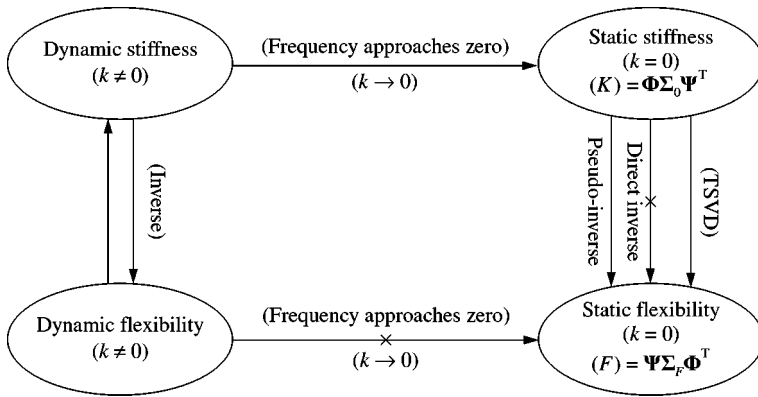 Dynamic stiffness
(k ≠ 0)
(Frequency approaches zero)
(k → 0)
Static stiffness
(k = 0)
(K) = ΦΣ₀Ψᵀ
(Inverse)
Pseudo-inverse
Direct inverse
(TSVD)
Dynamic flexibility
(k ≠ 0)
(Frequency approaches zero)
(k → 0)
Static flexibility
(k = 0)
(F) = ΨΣ_FΦᵀ